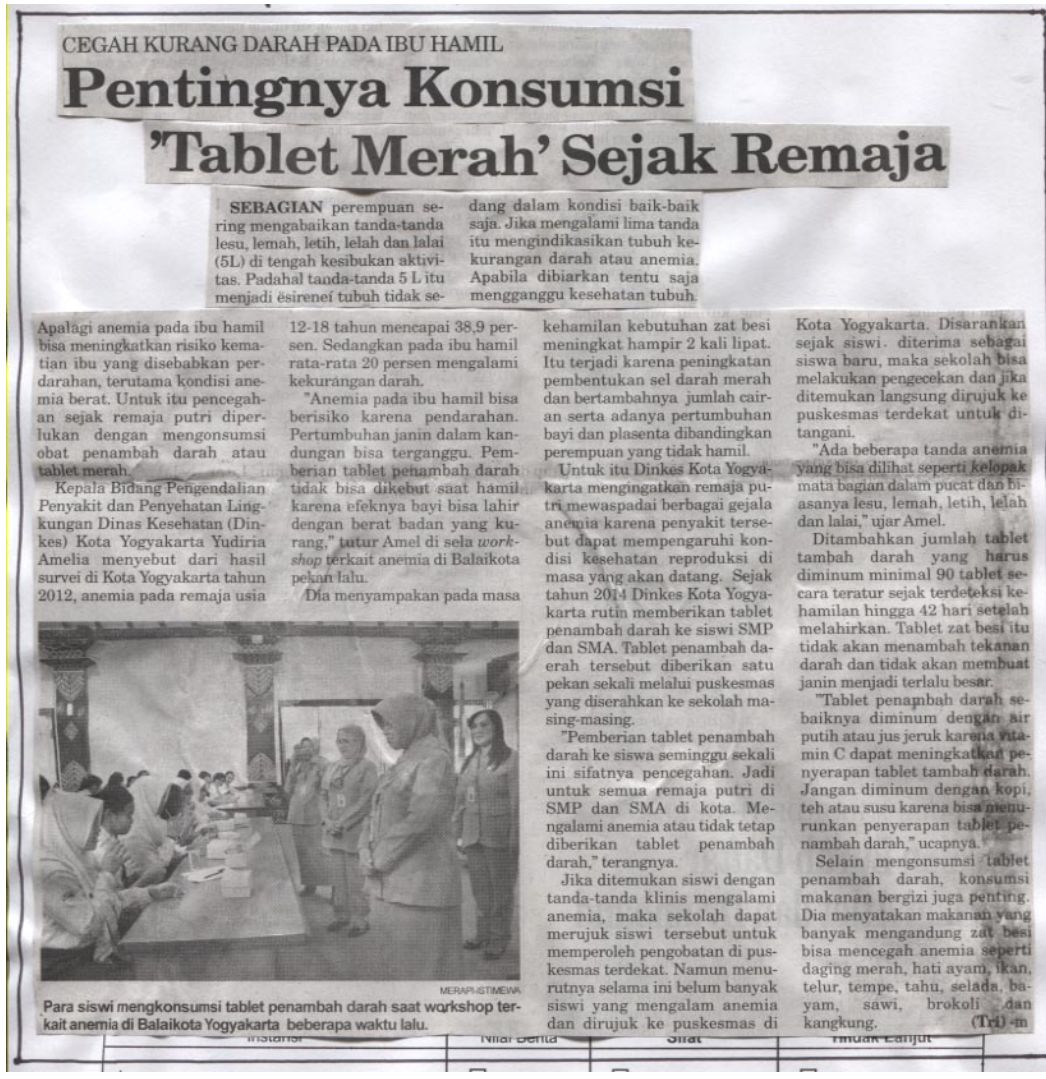 CEGAH KURANG DARAH PADA IBU HAMIL
Pentingnya Konsumsi
'Tablet Merah' Sejak Remaja
SEBAGIAN perempuan se-
ring mengabaikan tanda-tanda
lesu, lemah, letih, lelah dan lalai
(5L) di tengah kesibukan aktivi-
tas. Padahal tanda-tanda 5 L itu
menjadi ësireneí tubuh tidak se-
dang dalam kondisi baik-baik
saja. Jika mengalami lima tanda
itu mengindikasikan tubuh ke-
kurangan darah atau anemia.
Apabila dibiarkan tentu saja
mengganggu kesehatan tubuh.
Apalagi anemia pada ibu hamil
bisa meningkatkan risiko kema-
tian ibu yang disebabkan per-
darahan, terutama kondisi ane-
mia berat. Untuk itu pencegah-
an sejak remaja putri diper-
lukan dengan mengonsumsi
obat penambah darah atau
tablet merah.
Kepala Bidang Pengendalian
Penyakit dan Penyehatan Ling-
kungan Dinas Kesehatan (Din-
kes) Kota Yogyakarta Yudiria
Amelia menyebut dari hasil
survei di Kota Yogyakarta tahun
2012, anemia pada remaja usia
12-18 tahun mencapai 38,9 per-
sen. Sedangkan pada ibu hamil
rata-rata 20 persen mengalami
kekurangan darah.
"Anemia pada ibu hamil bisa
berisiko karena pendarahan.
Pertumbuhan janin dalam kan-
dungan bisa terganggu. Pem-
berian tablet penambah darah
tidak bisa dikebut saat hamil
karena efeknya bayi bisa lahir
dengan berat badan yang ku-
rang," tutur Amel di sela work-
shop terkait anemia di Balaikota
pekan lalu.
Dia menyampakan pada masa
kehamilan kebutuhan zat besi
meningkat hampir 2 kali lipat.
Itu terjadi karena peningkatan
pembentukan sel darah merah
dan bertambahnya jumlah cair-
an serta adanya pertumbuhan
bayi dan plasenta dibandingkan
perempuan yang tidak hamil.
Untuk itu Dinkes Kota Yogya-
karta mengingatkan remaja pu-
tri mewaspadai berbagai gejala
anemia karena penyakit terse-
but dapat mempengaruhi kon-
disi kesehatan reproduksi di
masa yang akan datang. Sejak
tahun 2014 Dinkes Kota Yogya-
karta rutin memberikan tablet
penambah darah ke siswi SMP
dan SMA. Tablet penambah da-
erah tersebut diberikan satu
pekan sekali melalui puskesmas
yang diserahkan ke sekolah ma-
sing-masing.
"Pemberian tablet penambah
darah ke siswa seminggu sekali
ini sifatnya pencegahan. Jadi
untuk semua remaja putri di
SMP dan SMA di kota. Me-
ngalami anemia atau tidak tetap
diberikan tablet penambah
darah," terangnya.
Jika ditemukan siswi dengan
tanda-tanda klinis mengalami
anemia, maka sekolah dapat
merujuk siswi tersebut untuk
memperoleh pengobatan di pus-
kesmas terdekat. Namun menu-
rutnya selama ini belum banyak
siswi yang mengalam anemia
dan dirujuk ke puskesmas di
Kota Yogyakarta. Disarankan
sejak siswi diterima sebagai
siswa baru, maka sekolah bisa
melakukan pengecekan dan jika
ditemukan langsung dirujuk ke
puskesmas terdekat untuk di-
tangani.
"Ada beberapa tanda anemia
yang bisa dilihat seperti kelopak
mata bagian dalam pucat dan bi-
asanya lesu, lemah, letih, lelah
dan lalai," ujar Amel.
Ditambahkan jumlah tablet
tambah darah yang harus
diminum minimal 90 tablet se-
cara teratur sejak terdeteksi ke-
hamilan hingga 42 hari setelah
melahirkan. Tablet zat besi itu
tidak akan menambah tekanan
darah dan tidak akan membuat
janin menjadi terlalu besar.
"Tablet penambah darah se-
baiknya diminum dengan air
putih atau jus jeruk karena vita-
min C dapat meningkatkan pe-
nyerapan tablet tambah darah.
Jangan diminum dengan kopi,
teh atau susu karena bisa menu-
runkan penyerapan tablet pe-
nambah darah," ucapnya.
Selain mengonsumsi tablet
penambah darah, konsumsi
makanan bergizi juga penting.
Dia menyatakan makanan yang
banyak mengandung zat besi
bisa mencegah anemia seperti
daging merah, hati ayam, ikan,
telur, tempe, tahu, selada, ba-
yam, sawi, brokoli dan
kangkung. (Tri) -m
MERAPI-ISTIMEWA
Para siswi mengkonsumsi tablet penambah darah saat workshop ter-
kait anemia di Balaikota Yogyakarta beberapa waktu lalu.
Instansi Nilai Berita Sifat Tindak Lanjut